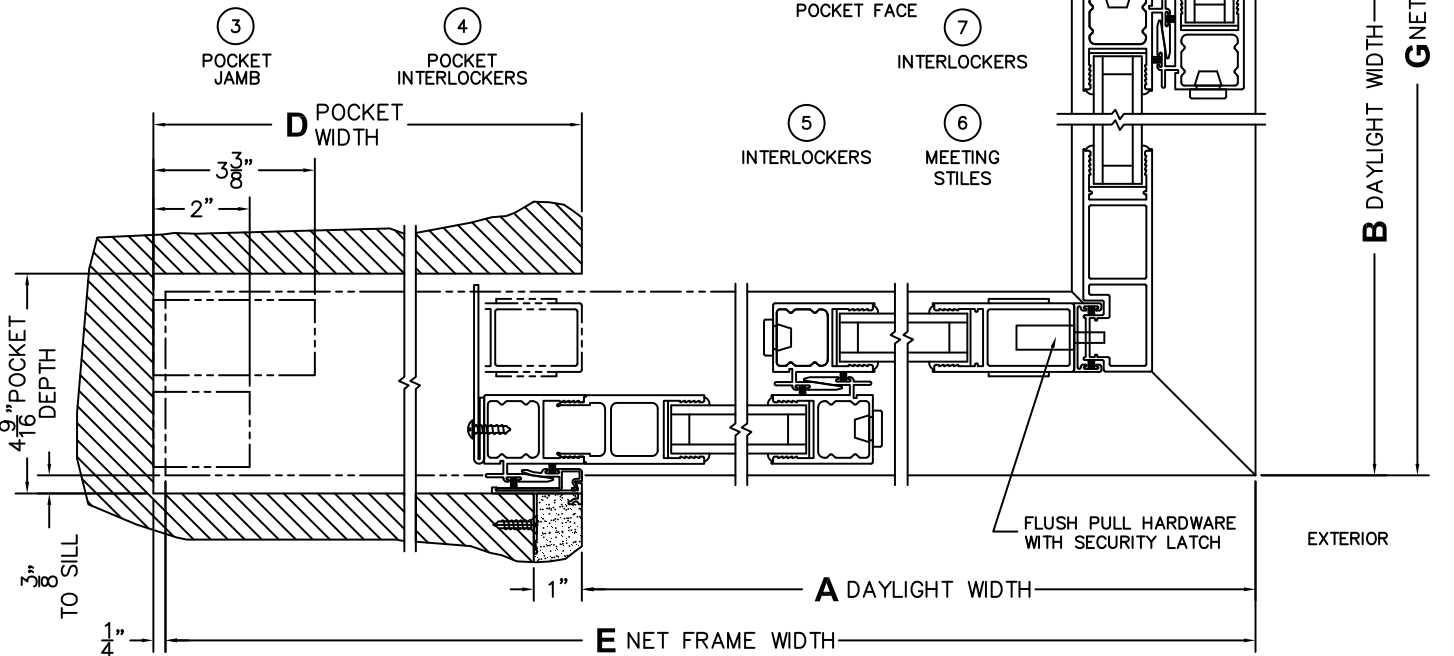 POCKET FACE
3
POCKET
JAMB
4
POCKET
INTERLOCKERS
7
INTERLOCKERS
D POCKET
WIDTH
5
INTERLOCKERS
6
MEETING
STILES
3 3/8"
2"
B DAYLIGHT WIDTH
G NET
4 9/16" POCKET
DEPTH
3/8"
TO SILL
FLUSH PULL HARDWARE
WITH SECURITY LATCH
EXTERIOR
1"
A DAYLIGHT WIDTH
1/4"
E NET FRAME WIDTH